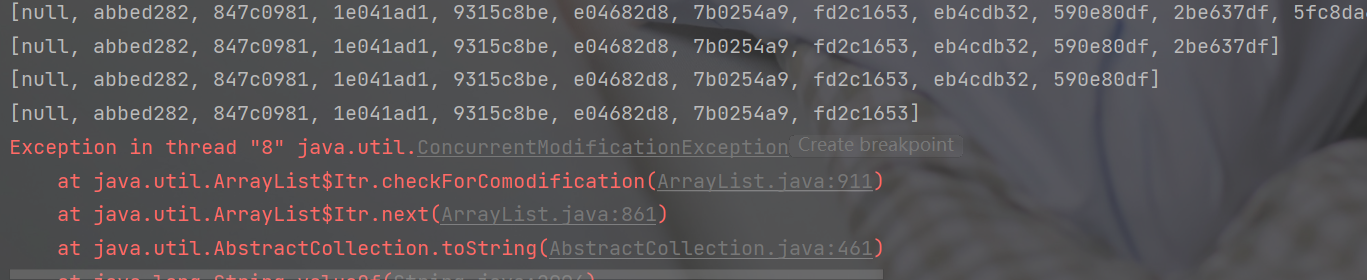 [null, abbed282, 847c0981, 1e041ad1, 9315c8be, e04682d8, 7b0254a9, fd2c1653, eb4cdb32, 590e80df, 2be637df, 5fc8da
[null, abbed282, 847c0981, 1e041ad1, 9315c8be, e04682d8, 7b0254a9, fd2c1653, eb4cdb32, 590e80df, 2be637df]
[null, abbed282, 847c0981, 1e041ad1, 9315c8be, e04682d8, 7b0254a9, fd2c1653, eb4cdb32, 590e80df]
[null, abbed282, 847c0981, 1e041ad1, 9315c8be, e04682d8, 7b0254a9, fd2c1653]
Exception in thread "8" java.util.ConcurrentModificationException Create breakpoint
at java.util.ArrayList$Itr.checkForComodification(ArrayList.java:911)
at java.util.ArrayList$Itr.next(ArrayList.java:861)
at java.util.AbstractCollection.toString(AbstractCollection.java:461)